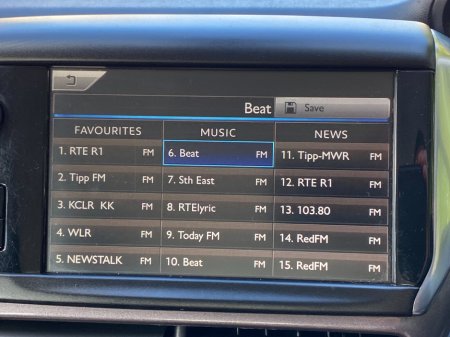 Beat Save
FAVOURITES MUSIC NEWS
1. RTE R1 FM 6. Beat FM 11. Tipp-MWR FM
2. Tipp FM FM 7. Sth East FM 12. RTE R1 FM
3. KCLR KK FM 8. RTElyric FM 13. 103.80 FM
4. WLR FM 9. Today FM FM 14. RedFM FM
5. NEWSTALK FM 10. Beat FM 15. RedFM FM